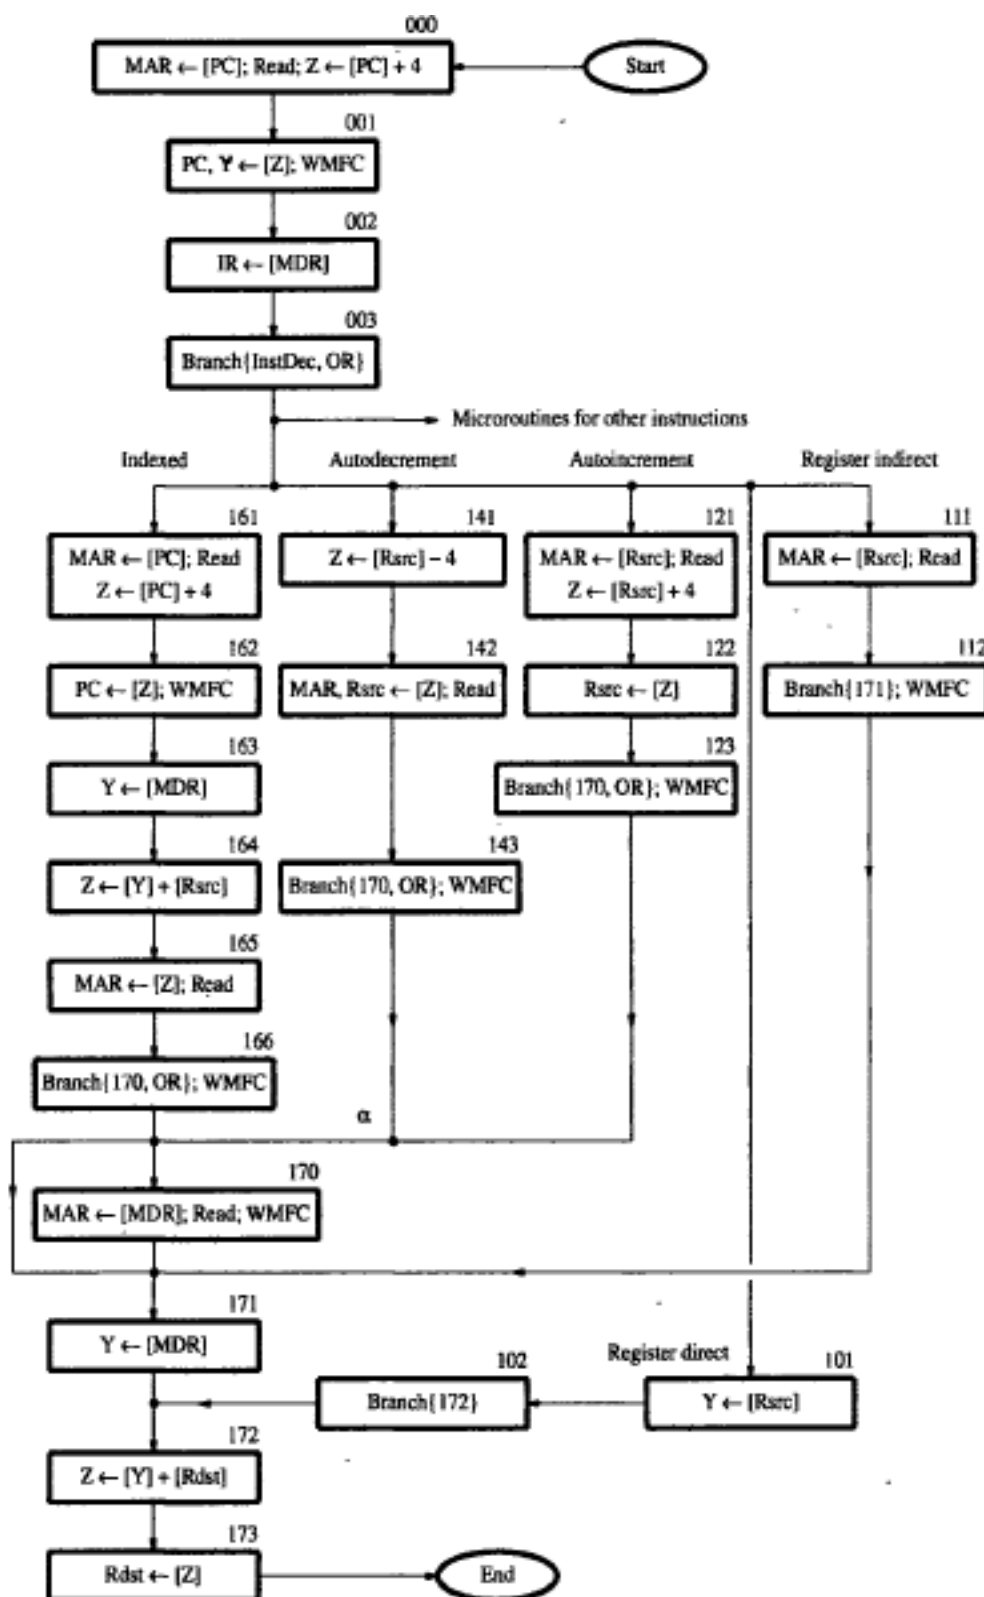 000
MAR ← [PC]; Read; Z ← [PC] + 4
Start
001
PC, Y ← [Z]; WMFC
002
IR ← [MDR]
003
Branch{InstDec, OR}
Microroutines for other instructions
Indexed
Autodecrement
Autoincrement
Register indirect
161
MAR ← [PC]; Read
Z ← [PC] + 4
141
Z ← [Rsrc] − 4
121
MAR ← [Rsrc]; Read
Z ← [Rsrc] + 4
111
MAR ← [Rsrc]; Read
162
PC ← [Z]; WMFC
142
MAR, Rsrc ← [Z]; Read
122
Rsrc ← [Z]
112
Branch{171}; WMFC
163
Y ← [MDR]
123
Branch{170, OR}; WMFC
164
Z ← [Y] + [Rsrc]
143
Branch{170, OR}; WMFC
165
MAR ← [Z]; Read
166
Branch{170, OR}; WMFC
α
170
MAR ← [MDR]; Read; WMFC
171
Y ← [MDR]
Register direct
102
Branch{172}
101
Y ← [Rsrc]
172
Z ← [Y] + [Rdst]
173
Rdst ← [Z]
End